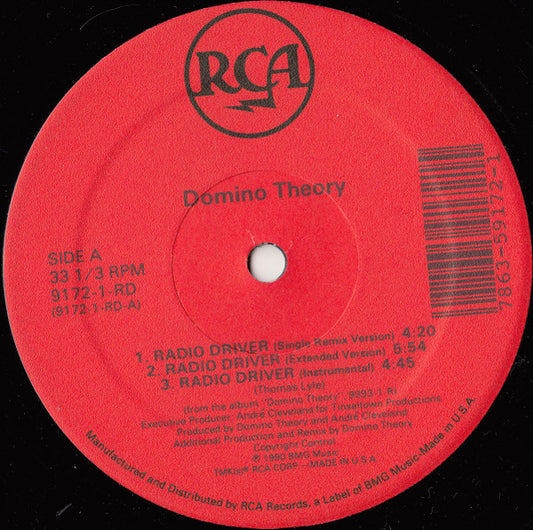 RCA
Domino Theory
SIDE A
33 1/3 RPM
9172-1-RD
(9172-1-RD-A)
7863-59172-1
1. RADIO DRIVER (Single Remix Version) 4:20
2. RADIO DRIVER (Extended Version) 5:54
3. RADIO DRIVER (Instrumental) 4:45
(Thomas Lyle)
(from the album "Domino Theory": 9993-1-R)
Executive Producer: André Cleveland for Tinseltown Productions
Produced by Domino Theory and André Cleveland
Additional Production and Remix by Domino Theory
Copyright Control
℗ 1990 BMG Music
TMK(s)® RCA CORP.—MADE IN U.S.A.
Manufactured and Distributed by RCA Records, a Label of BMG Music-Made in U.S.A.